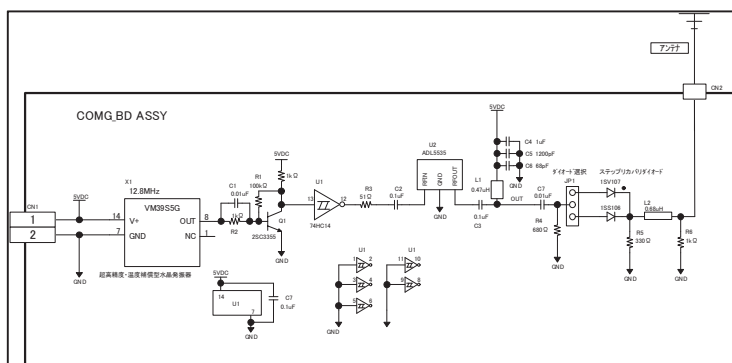 アンテナ
CN2
COMG_BD ASSY
5VDC
C4 1uF
C5 1200pF
C6 68pF
GND
5VDC
R1
100kΩ
1kΩ
X1
12.8MHz
VM39S5G
C1
0.01uF
U1
U2
ADL5535
RFIN
GND
RFOUT
L1
0.47uH
OUT
C7
0.01uF
ダイオード選択
JP1
ステップリカバリダイオード
1SV107
1SS106
L2
0.68uH
CN1
1
2
5VDC
14
V+
OUT
8
7
GND
NC
1
1kΩ
R2
2SC3355
Q1
13
12
74HC14
R3
51Ω
C2
0.1uF
0.1uF
C3
R4
680Ω
R5
330Ω
R6
1kΩ
GND
GND
GND
GND
GND
GND
超高精度・温度補償型水晶発振器
5VDC
14
U1
7
C7
0.1uF
GND
U1
1
2
3
4
5
6
GND
U1
11
10
9
8
GND